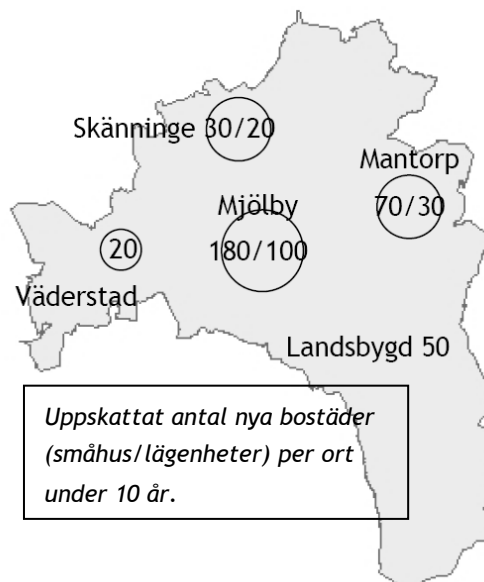 Skänninge 30/20
Mantorp
70/30
Mjölby
180/100
20
Väderstad
Landsbygd 50
Uppskattat antal nya bostäder
(småhus/lägenheter) per ort
under 10 år.